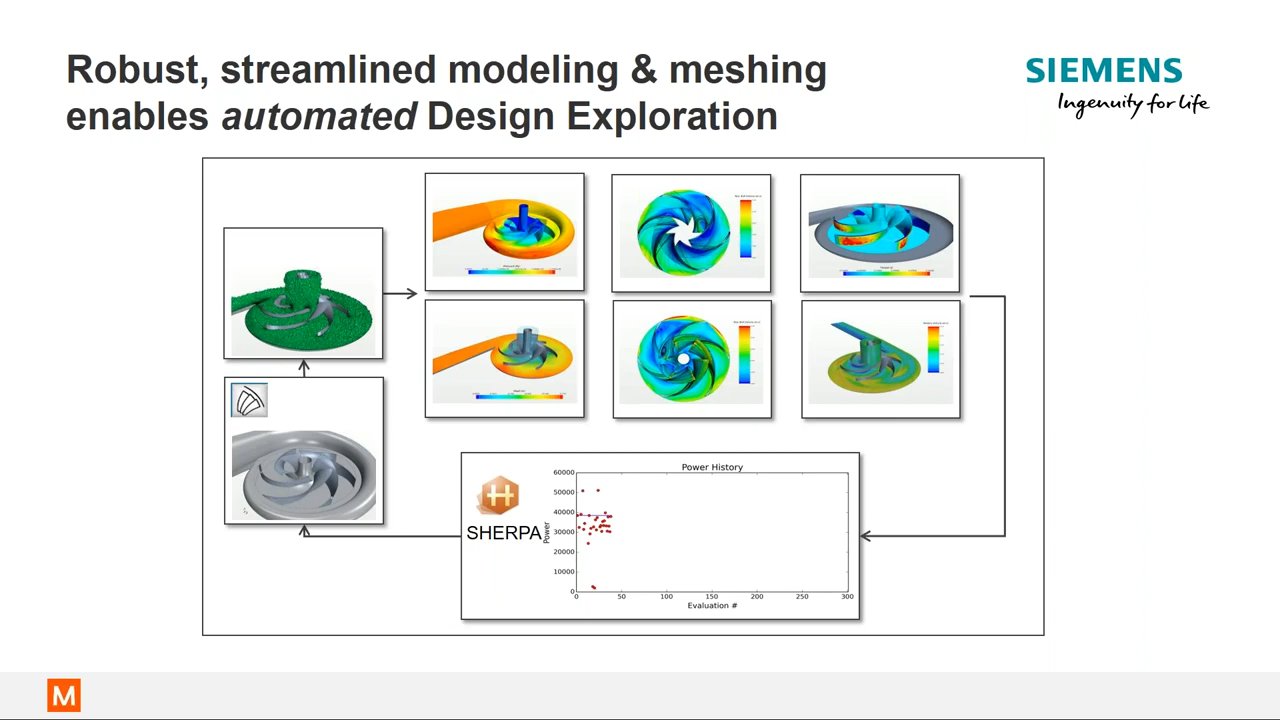 Robust, streamlined modeling & meshing
enables automated Design Exploration
SIEMENS
Ingenuity for life
SHERPA
Power History
Power
60000
50000
40000
30000
20000
10000
0
0 50 100 150 200 250 300
Evaluation #
M